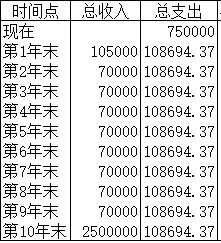 时间点 总收入 总支出
现在 750000
第1年末 105000 108694.37
第2年末 70000 108694.37
第3年末 70000 108694.37
第4年末 70000 108694.37
第5年末 70000 108694.37
第6年末 70000 108694.37
第7年末 70000 108694.37
第8年末 70000 108694.37
第9年末 70000 108694.37
第10年末 2500000 108694.37